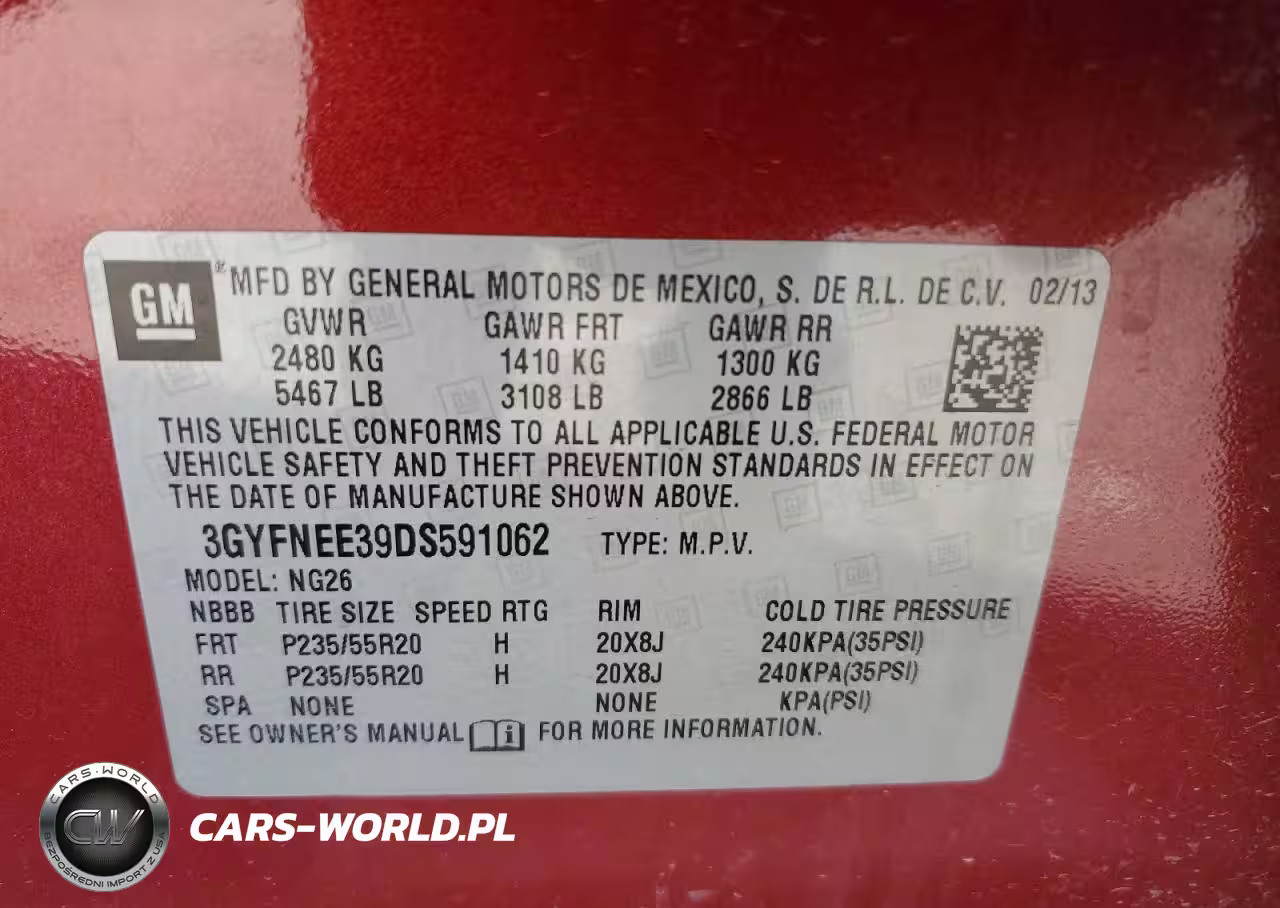 GM
® MFD BY GENERAL MOTORS DE MEXICO, S. DE R.L. DE C.V. 02/13
GVWR GAWR FRT GAWR RR
2480 KG 1410 KG 1300 KG
5467 LB 3108 LB 2866 LB
THIS VEHICLE CONFORMS TO ALL APPLICABLE U.S. FEDERAL MOTOR
VEHICLE SAFETY AND THEFT PREVENTION STANDARDS IN EFFECT ON
THE DATE OF MANUFACTURE SHOWN ABOVE.
3GYFNEE39DS591062 TYPE: M.P.V.
MODEL: NG26
NBBB TIRE SIZE SPEED RTG RIM COLD TIRE PRESSURE
FRT P235/55R20 H 20X8J 240KPA(35PSI)
RR P235/55R20 H 20X8J 240KPA(35PSI)
SPA NONE NONE KPA(PSI)
SEE OWNER'S MANUAL i FOR MORE INFORMATION.
CARS-WORLD
CW
BEZPOŚREDNI IMPORT Z USA
CARS-WORLD.PL